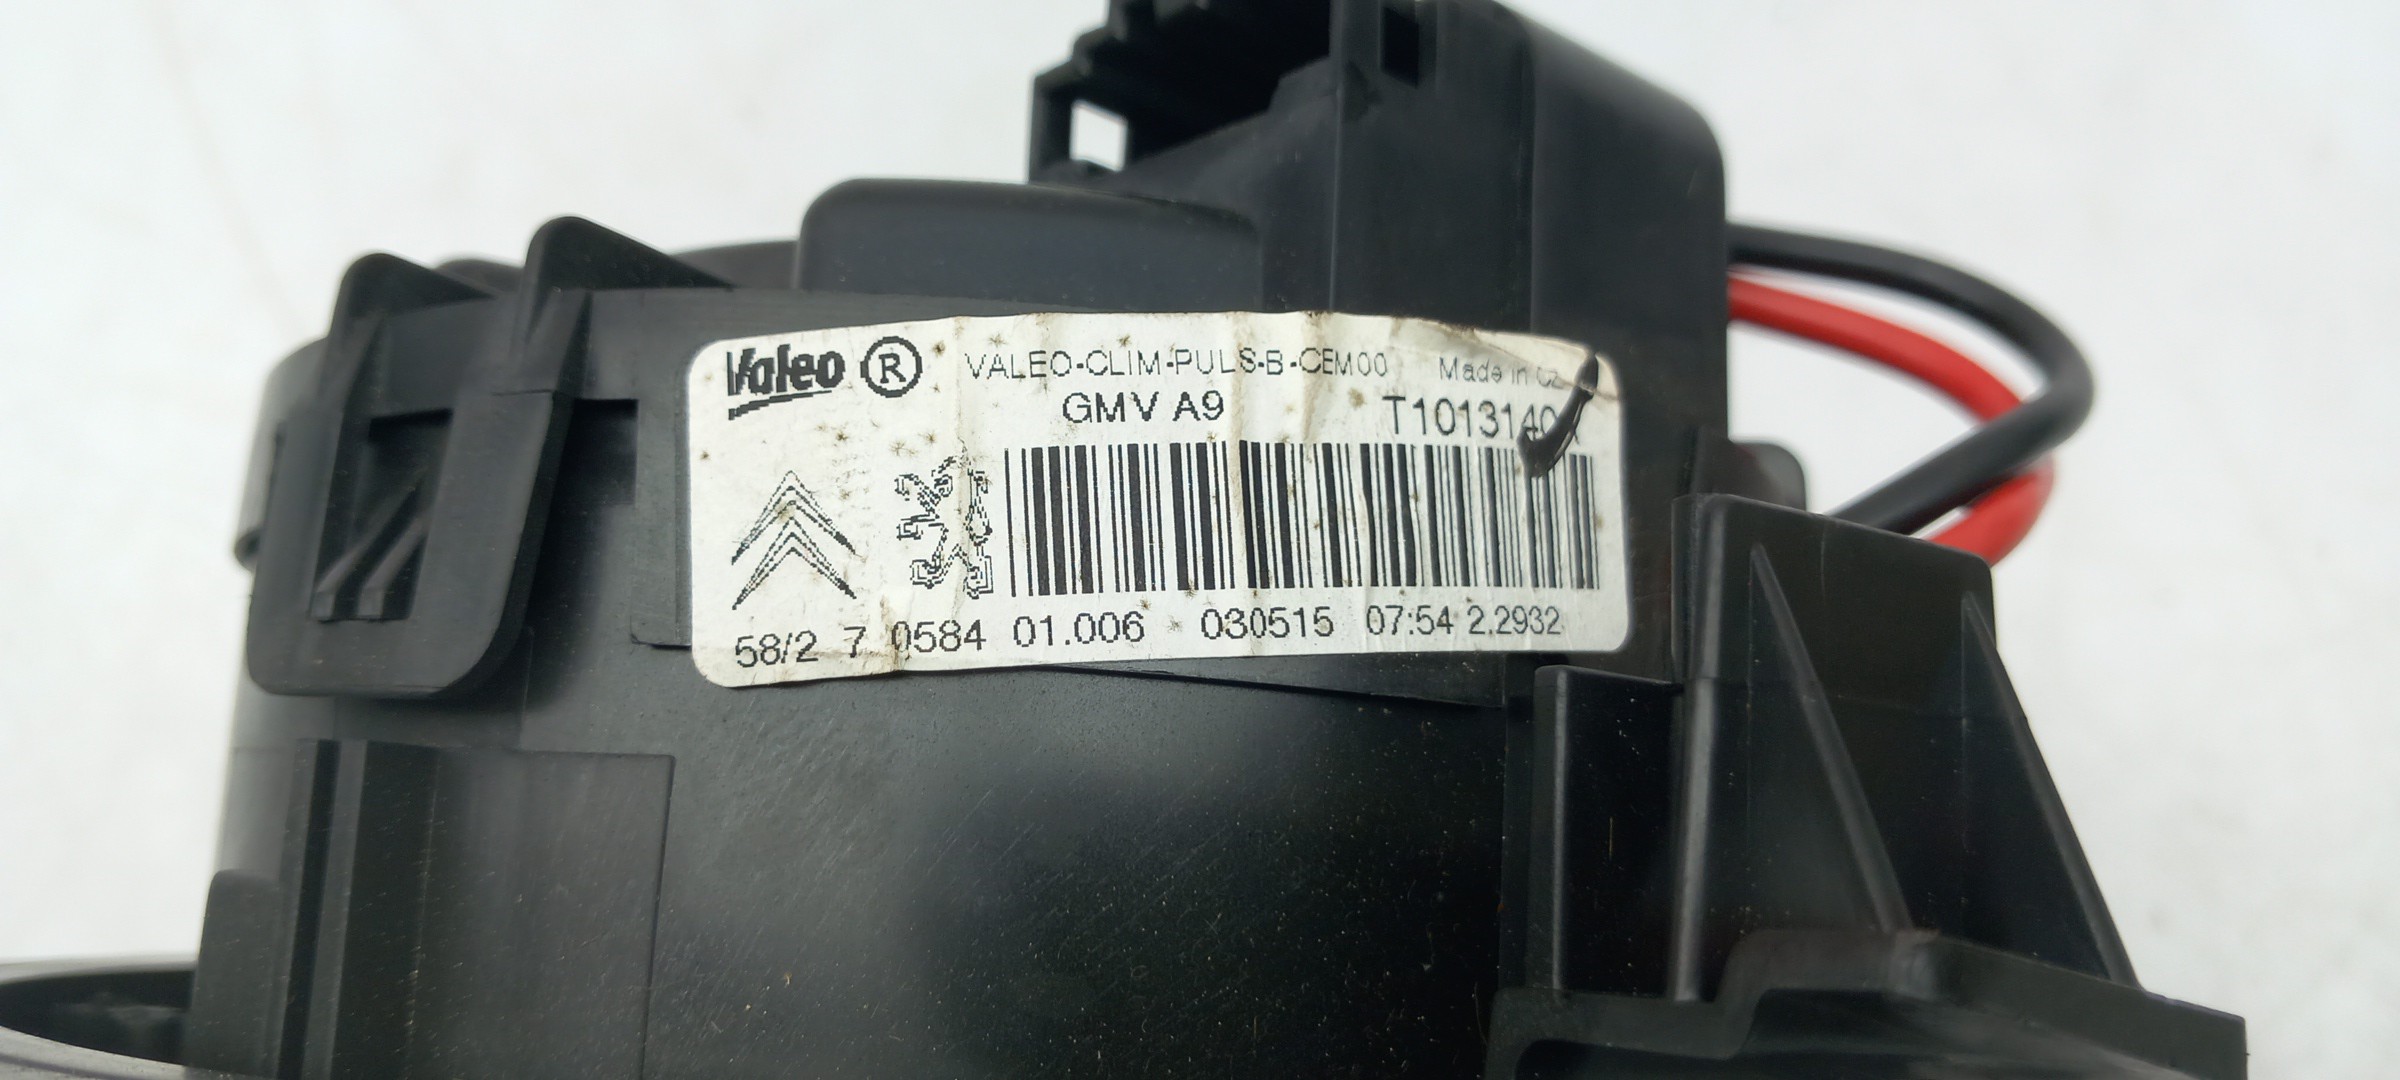 Valeo ® VALEO-CLIM-PULS-B-CEM00 Made in CZ
GMV A9 T1013140
58/2 7 0584 01.006 030515 07:54 2.2932